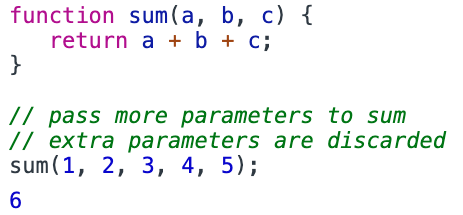 function sum(a, b, c) {
   return a + b + c;
}

// pass more parameters to sum
// extra parameters are discarded
sum(1, 2, 3, 4, 5);
6